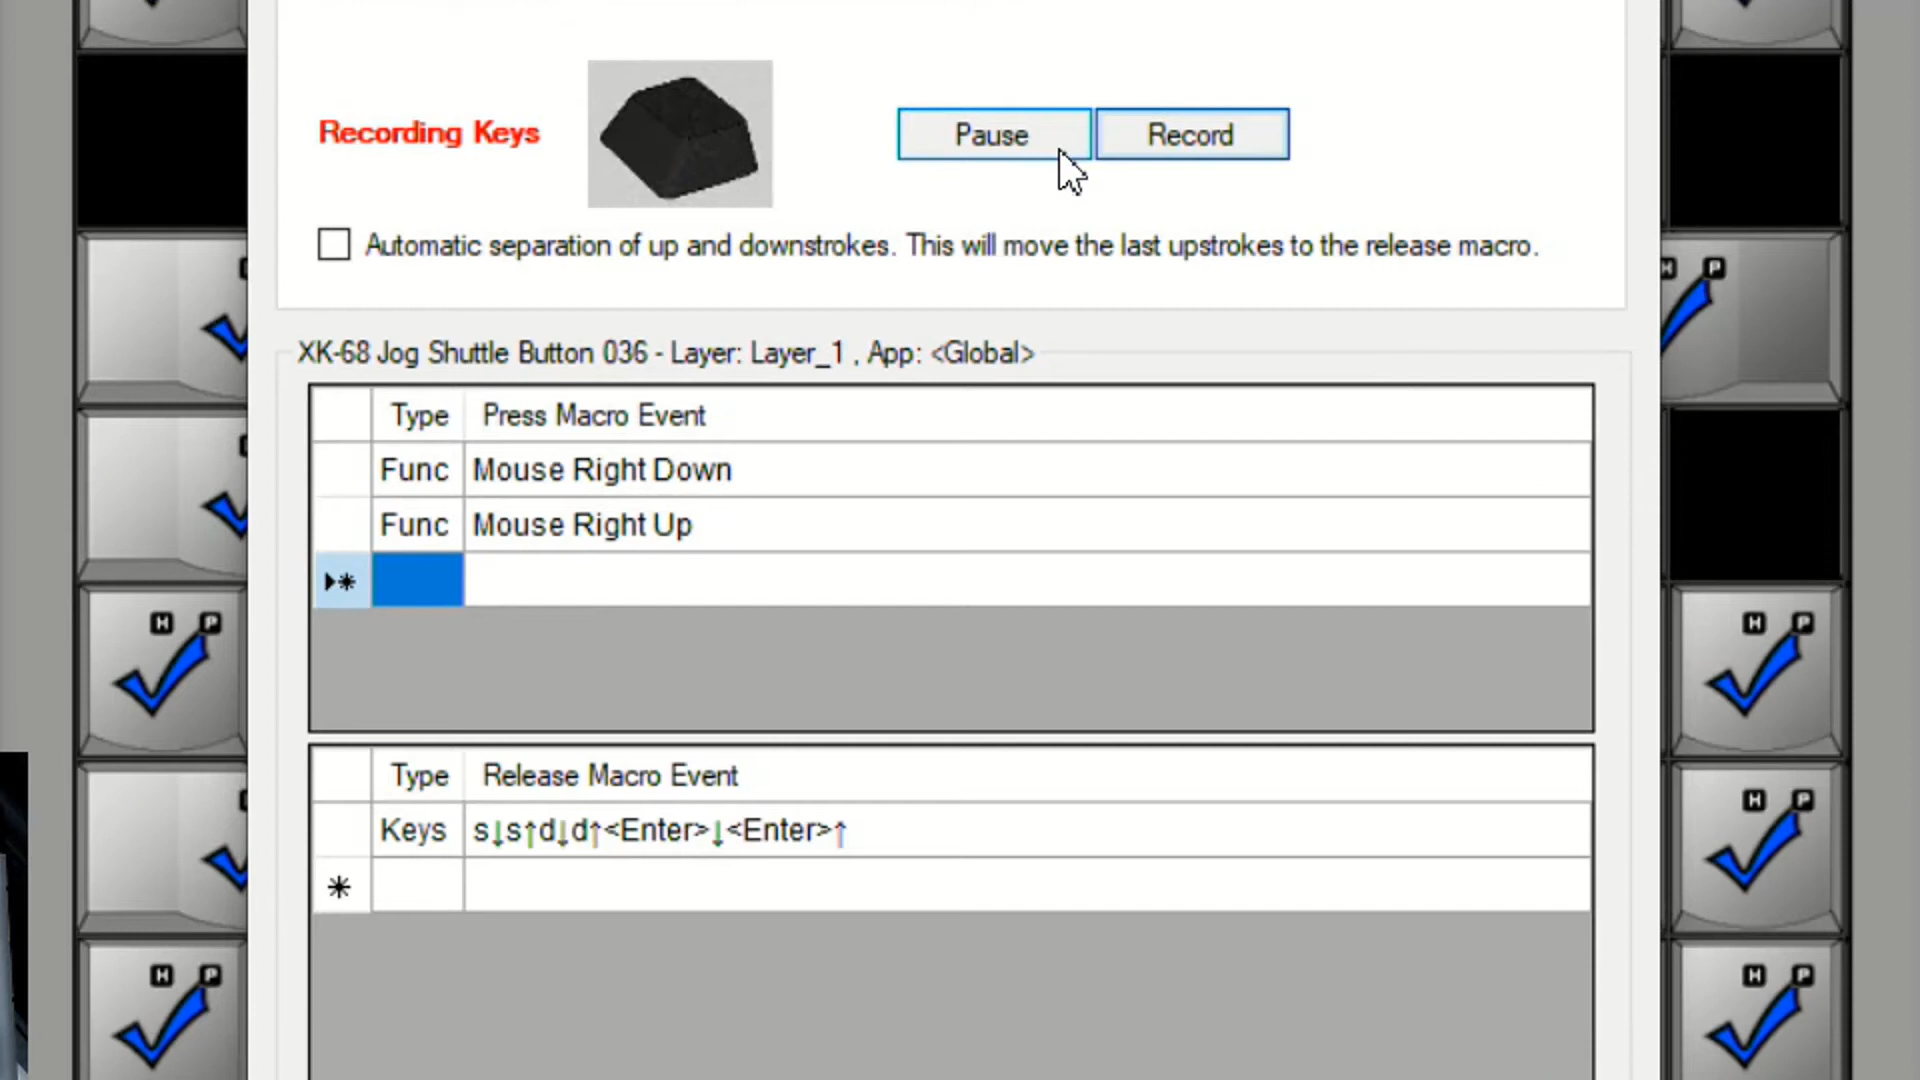 Recording Keys
Pause
Record
Automatic separation of up and downstrokes. This will move the last upstrokes to the release macro.
XK-68 Jog Shuttle Button 036 - Layer: Layer_1 , App: <Global>
Type Press Macro Event
Func Mouse Right Down
Func Mouse Right Up
Type Release Macro Event
Keys s↓s↑d↓d↑<Enter>↓<Enter>↑
H P
H P
H P
H P
H P
H P